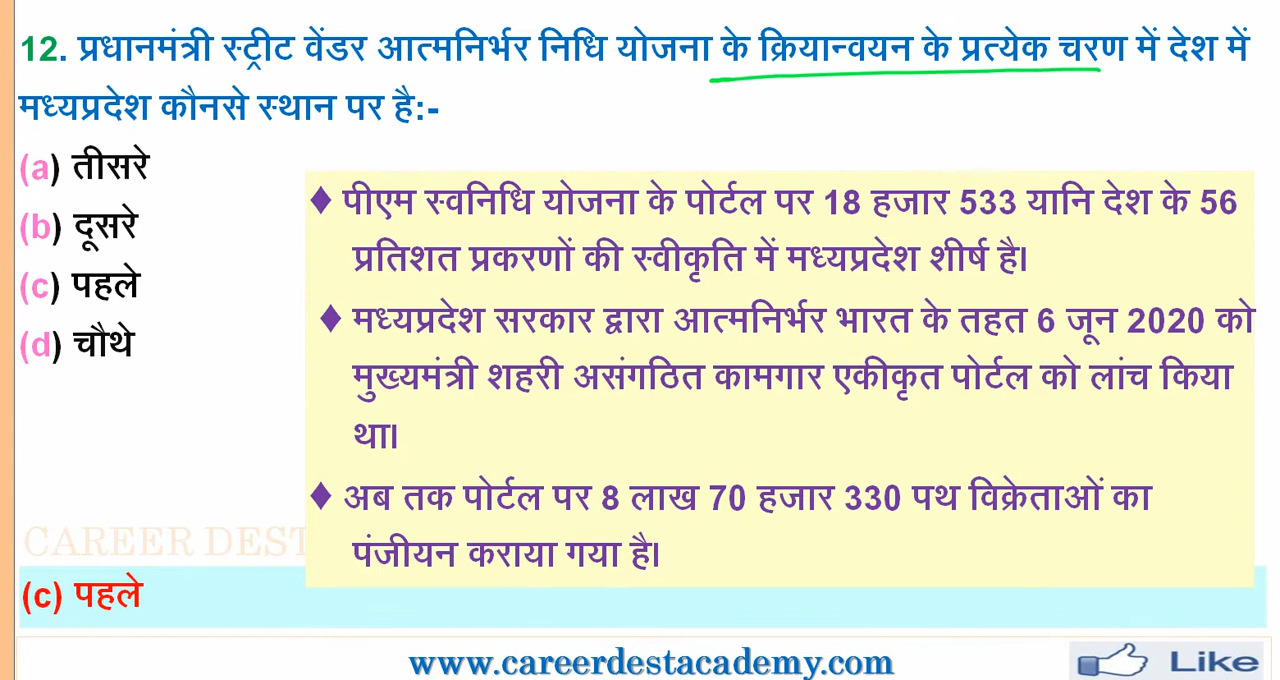 12. प्रधानमंत्री स्ट्रीट वेंडर आत्मनिर्भर निधि योजना के क्रियान्वयन के प्रत्येक चरण में देश में
मध्यप्रदेश कौनसे स्थान पर है:-
(a) तीसरे
(b) दूसरे
(c) पहले
(d) चौथे
♦ पीएम स्वनिधि योजना के पोर्टल पर 18 हजार 533 यानि देश के 56
प्रतिशत प्रकरणों की स्वीकृति में मध्यप्रदेश शीर्ष है।
♦ मध्यप्रदेश सरकार द्वारा आत्मनिर्भर भारत के तहत 6 जून 2020 को
मुख्यमंत्री शहरी असंगठित कामगार एकीकृत पोर्टल को लांच किया
था।
♦ अब तक पोर्टल पर 8 लाख 70 हजार 330 पथ विक्रेताओं का
पंजीयन कराया गया है।
CAREER DEST
(c) पहले
www.careerdestacademy.com
Like